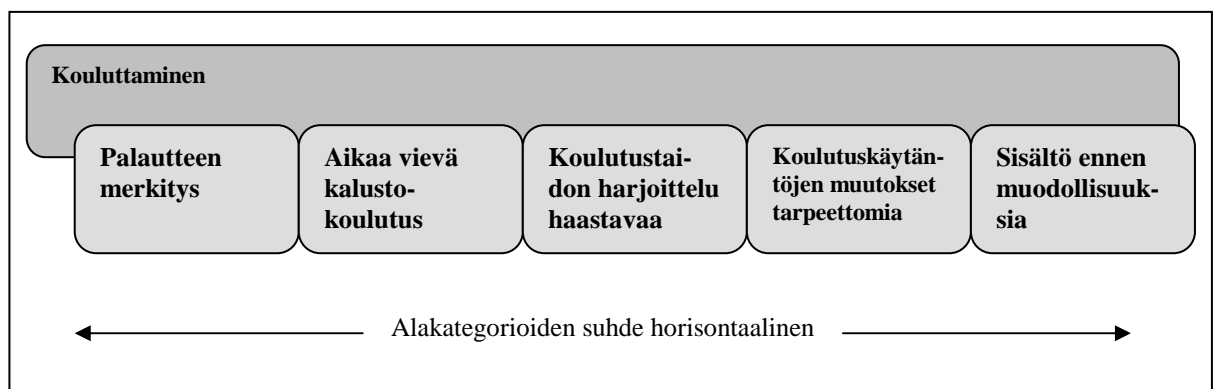 Kouluttaminen
Palautteen
merkitys
Aikaa vievä
kalusto-
koulutus
Koulutustai-
don harjoittelu
haastavaa
Koulutuskäytän-
töjen muutokset
tarpeettomia
Sisältö ennen
muodollisuuk-
sia
Alakategorioiden suhde horisontaalinen